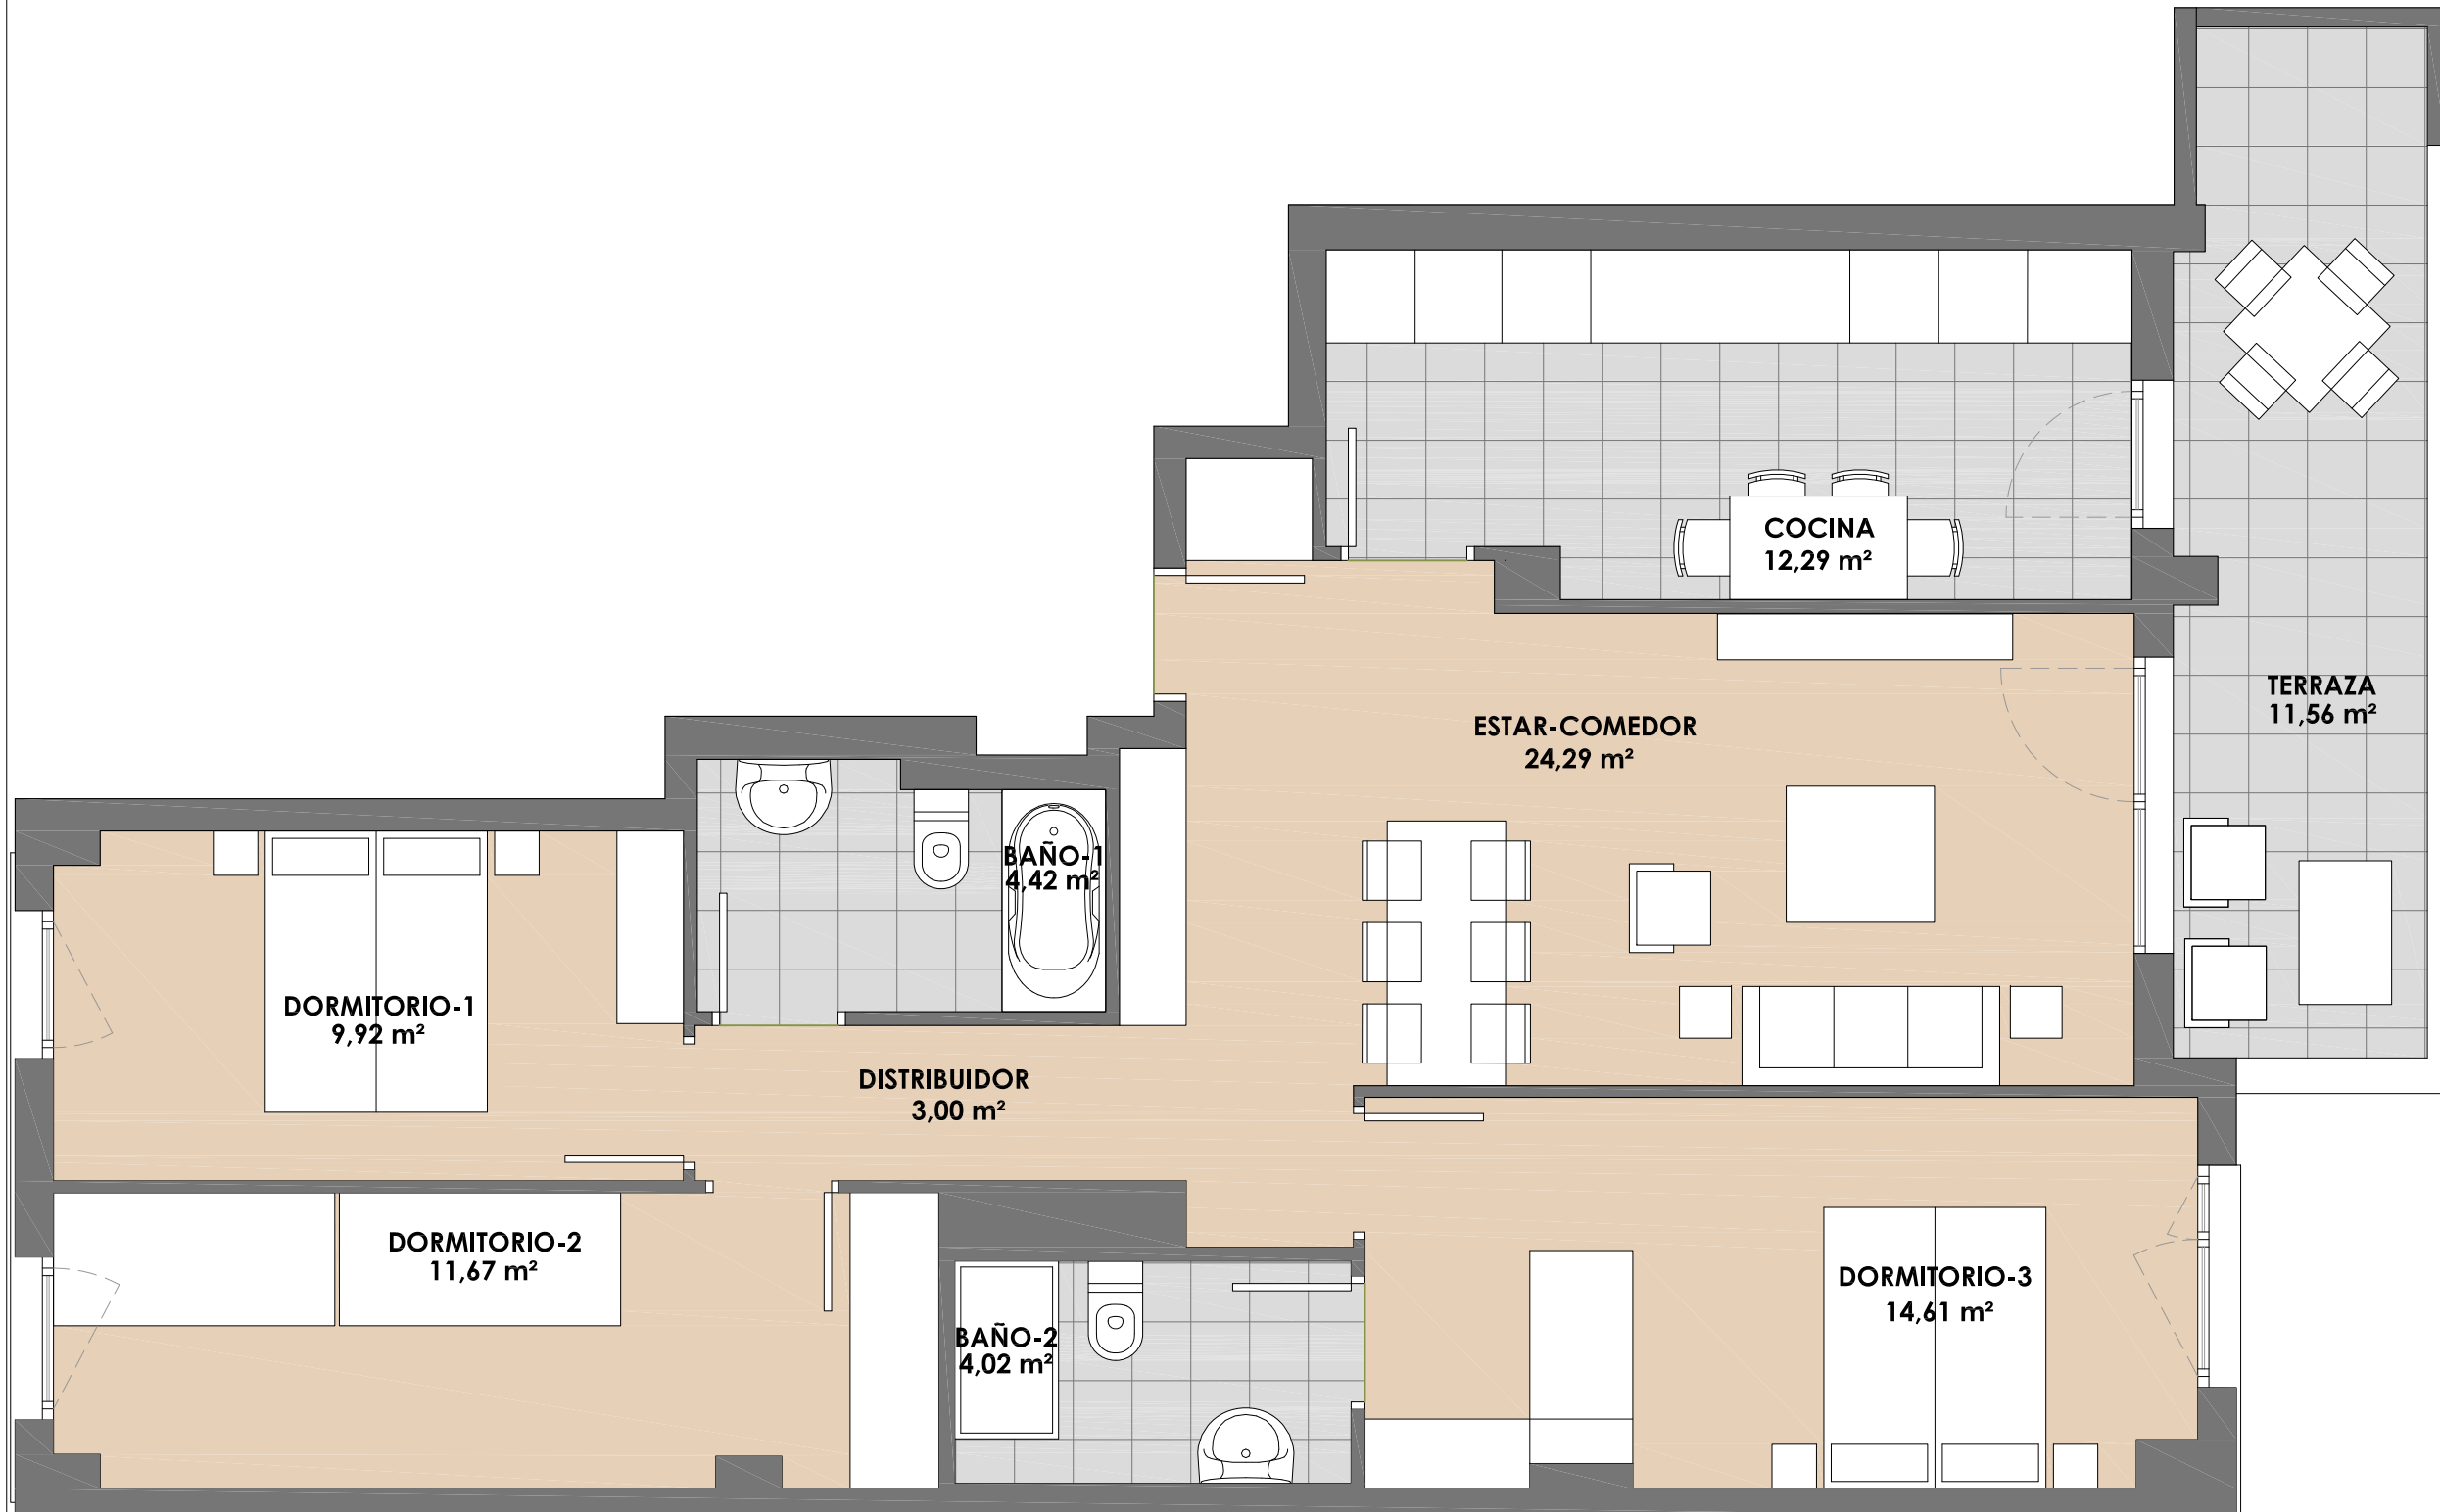 COCINA
12,29 m²
TERRAZA
11,56 m²
ESTAR-COMEDOR
24,29 m²
BAÑO-1
4,42 m²
DORMITORIO-1
9,92 m²
DISTRIBUIDOR
3,00 m²
DORMITORIO-2
11,67 m²
DORMITORIO-3
14,61 m²
BAÑO-2
4,02 m²